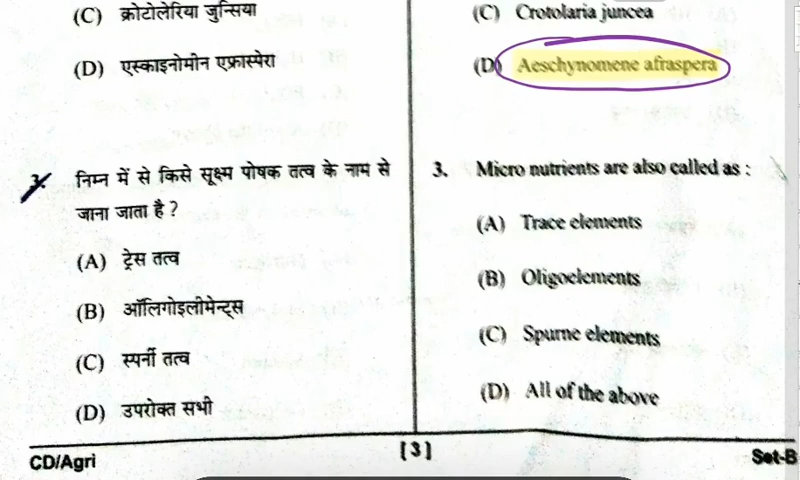 (C) क्रोटोलेरिया जुन्सिया
(D) एस्काइनोमीन एफ्रास्पेरा
3. निम्न में से किसे सूक्ष्म पोषक तत्व के नाम से
जाना जाता है ?
(A) ट्रेस तत्व
(B) ऑलिगोइलीमेन्ट्स
(C) स्पर्नी तत्व
(D) उपरोक्त सभी
(C) Crotolaria juncea
(D) Aeschynomene afraspera
3. Micro nutrients are also called as :
(A) Trace elements
(B) Oligoelements
(C) Spurne elements
(D) All of the above
CD/Agri
[3]
Set-B